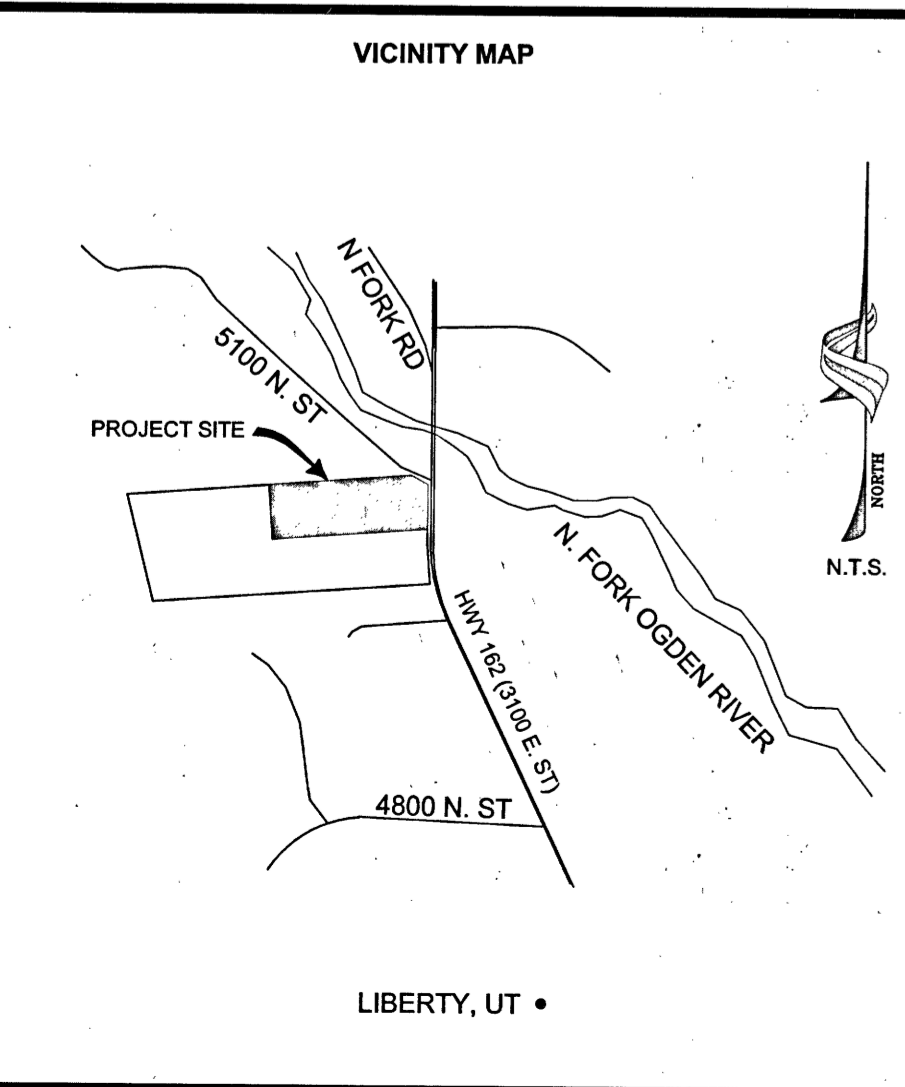 VICINITY MAP
N FORK RD
5100 N. ST
PROJECT SITE
NORTH
N.T.S.
N. FORK OGDEN RIVER
HWY 162 (3100 E. ST)
4800 N. ST
LIBERTY, UT